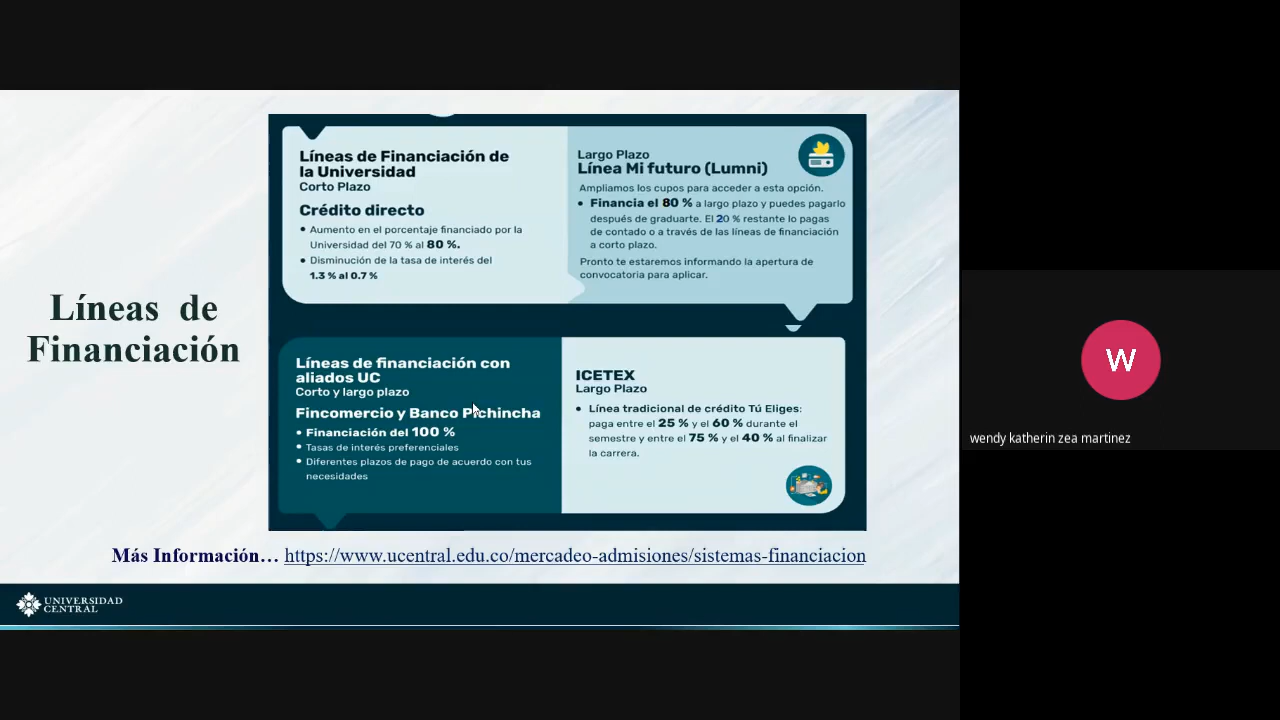 Líneas de
Financiación
Líneas de Financiación de
la Universidad
Corto Plazo
Crédito directo
• Aumento en el porcentaje financiado por la
Universidad del 70 % al 80 %.
• Disminución de la tasa de interés del
1.3 % al 0.7 %
Largo Plazo
Línea Mi futuro (Lumni)
Ampliamos los cupos para acceder a esta opción.
• Financia el 80 % a largo plazo y puedes pagarlo
después de graduarte. El 20 % restante lo pagas
de contado o a través de las líneas de financiación
a corto plazo.
Pronto te estaremos informando la apertura de
convocatoria para aplicar.
Líneas de financiación con
aliados UC
Corto y largo plazo
Fincomercio y Banco Pichincha
• Financiación del 100 %
• Tasas de interés preferenciales
• Diferentes plazos de pago de acuerdo con tus
necesidades
ICETEX
Largo Plazo
• Línea tradicional de crédito Tú Eliges:
paga entre el 25 % y el 60 % durante el
semestre y entre el 75 % y el 40 % al finalizar
la carrera.
Más Información… https://www.ucentral.edu.co/mercadeo-admisiones/sistemas-financiacion
UNIVERSIDAD
CENTRAL
W
wendy katherin zea martinez